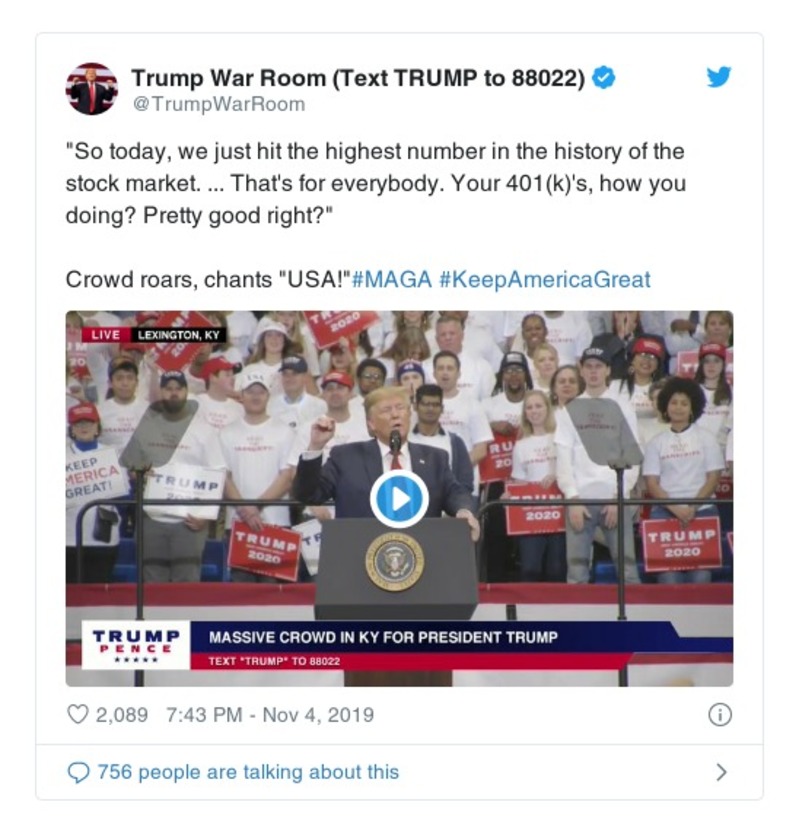 Trump War Room (Text TRUMP to 88022)
@TrumpWarRoom
"So today, we just hit the highest number in the history of the
stock market. ... That's for everybody. Your 401(k)'s, how you
doing? Pretty good right?"
Crowd roars, chants "USA!"#MAGA #KeepAmericaGreat
LIVE LEXINGTON, KY
2020
KEEP
AMERICA
GREAT!
TRUMP
2020
TRUMP
2020
2020
TRUMP
2020
TRUMP
PENCE
MASSIVE CROWD IN KY FOR PRESIDENT TRUMP
TEXT "TRUMP" TO 88022
2,089 7:43 PM - Nov 4, 2019
756 people are talking about this